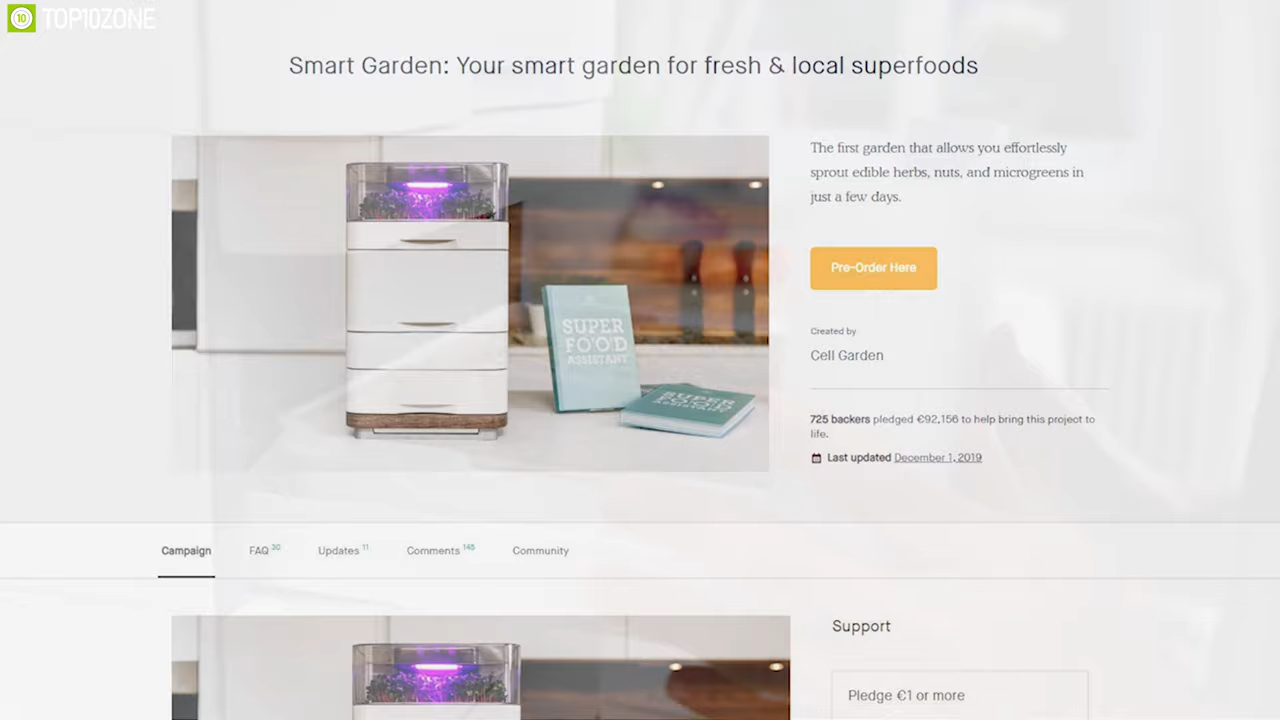 TOP10ZONE
Smart Garden: Your smart garden for fresh & local superfoods
The first garden that allows you effortlessly
sprout edible herbs, nuts, and microgreens in
just a few days.
Pre-Order Here
SUPER
FOOD
ASSISTANT
SUPER
FOOD
ASSISTANT
Created by
Cell Garden
725 backers pledged €92,156 to help bring this project to
life.
Last updated December 1, 2019
Campaign
FAQ 30
Updates 11
Comments 145
Community
Support
Pledge €1 or more